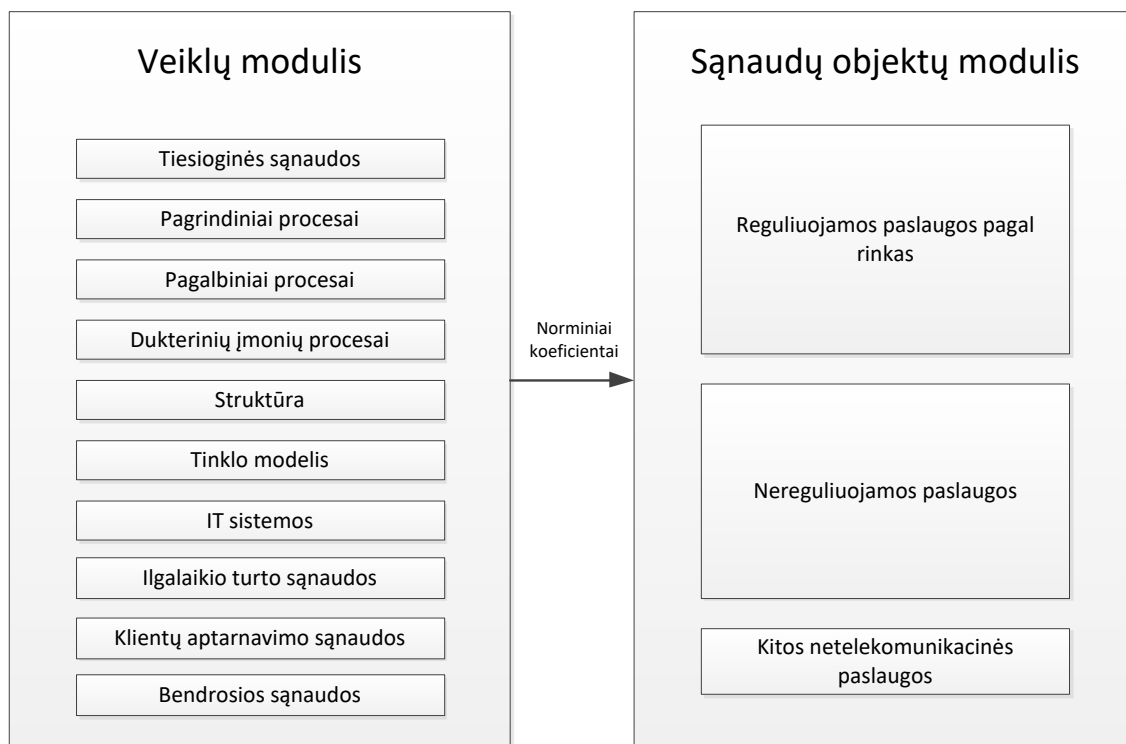 Veiklų modulis
Tiesioginės sąnaudos
Pagrindiniai procesai
Pagalbiniai procesai
Dukterinių įmonių procesai
Struktūra
Tinklo modelis
IT sistemos
Ilgalaikio turto sąnaudos
Klientų aptarnavimo sąnaudos
Bendrosios sąnaudos
Norminiai
koeficientai
Sąnaudų objektų modulis
Reguliuojamos paslaugos pagal
rinkas
Nereguliuojamos paslaugos
Kitos netelekomunikacinės
paslaugos